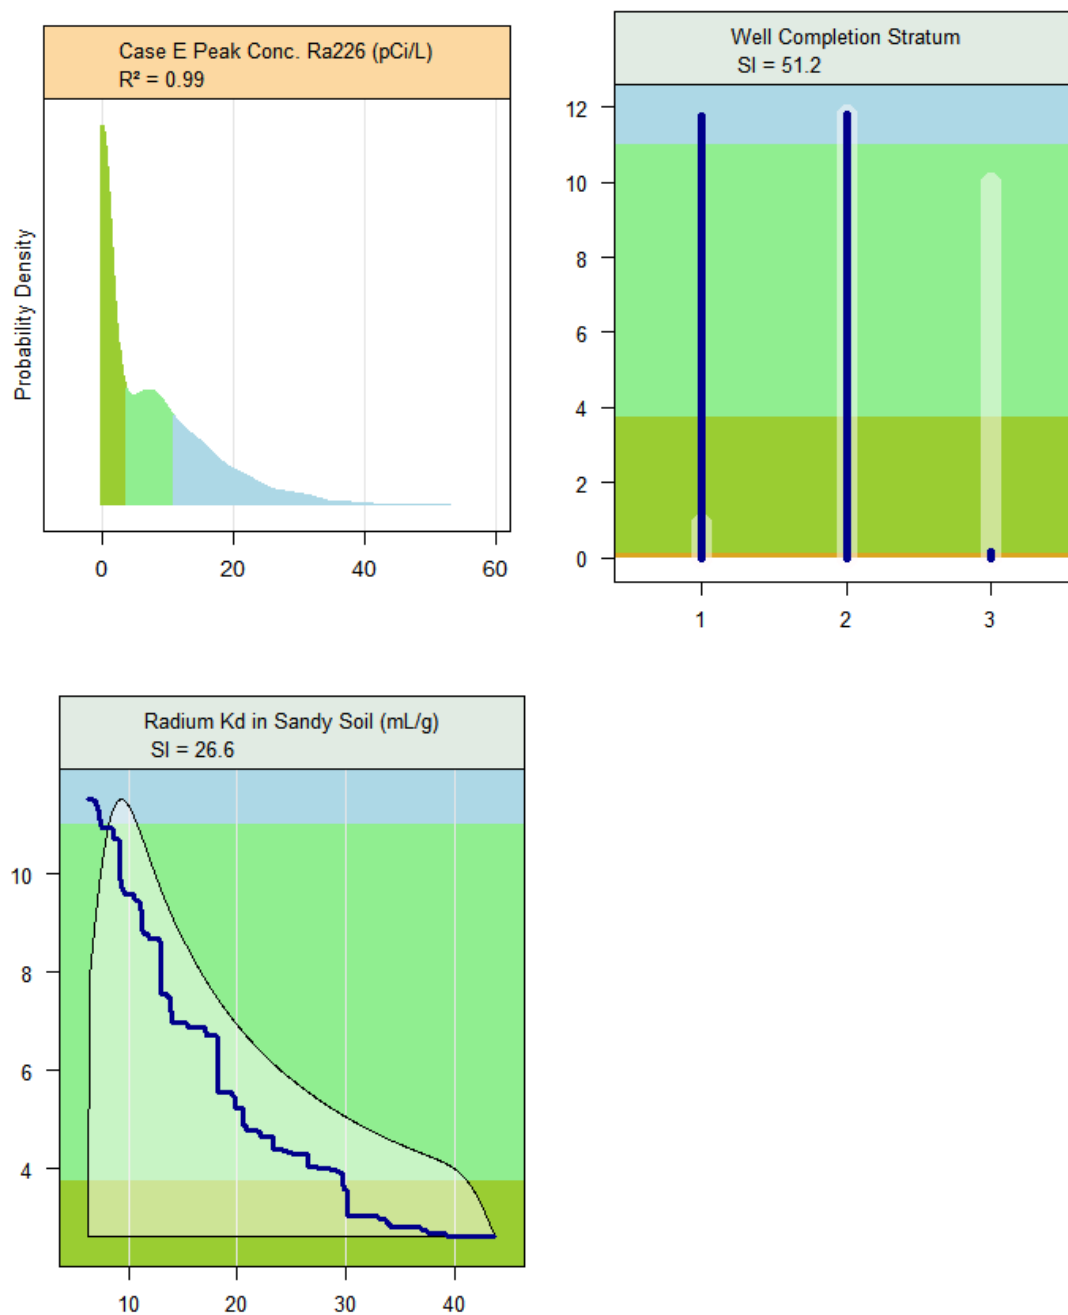 Case E Peak Conc. Ra226 (pCi/L)
R² = 0.99
Probability Density
0 20 40 60
Well Completion Stratum
SI = 51.2
12
10
8
6
4
2
0
1 2 3
Radium Kd in Sandy Soil (mL/g)
SI = 26.6
10
8
6
4
10 20 30 40